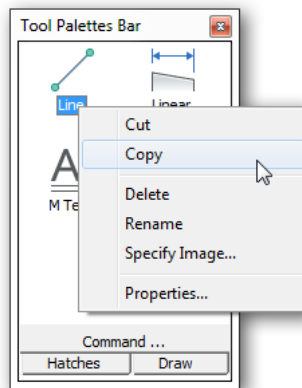 Tool Palettes Bar
Line
Linear
Cut
Copy
Delete
Rename
Specify Image...
Properties...
M Te
Command ...
Hatches
Draw